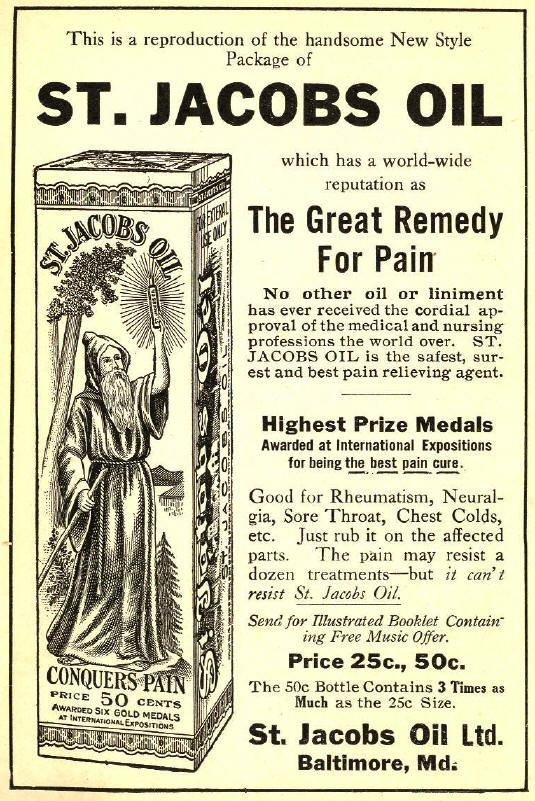 This is a reproduction of the handsome New Style
Package of
ST. JACOBS OIL
which has a world-wide
reputation as
The Great Remedy
For Pain
No other oil or liniment
has ever received the cordial ap-
proval of the medical and nursing
professions the world over. ST.
JACOBS OIL is the safest, sur-
est and best pain relieving agent.
Highest Prize Medals
Awarded at International Expositions
for being the best pain cure.
Good for Rheumatism, Neural-
gia, Sore Throat, Chest Colds,
etc. Just rub it on the affected
parts. The pain may resist a
dozen treatments—but it can't
resist St. Jacobs Oil.
Send for Illustrated Booklet Contain-
ing Free Music Offer.
Price 25c., 50c.
The 50c Bottle Contains 3 Times as
Much as the 25c Size.
St. Jacobs Oil Ltd.
Baltimore, Md.
ST. JACOBS OIL
CONQUERS PAIN
PRICE 50 CENTS
AWARDED SIX GOLD MEDALS
AT INTERNATIONAL EXPOSITIONS
FOR EXTERNAL
USE ONLY